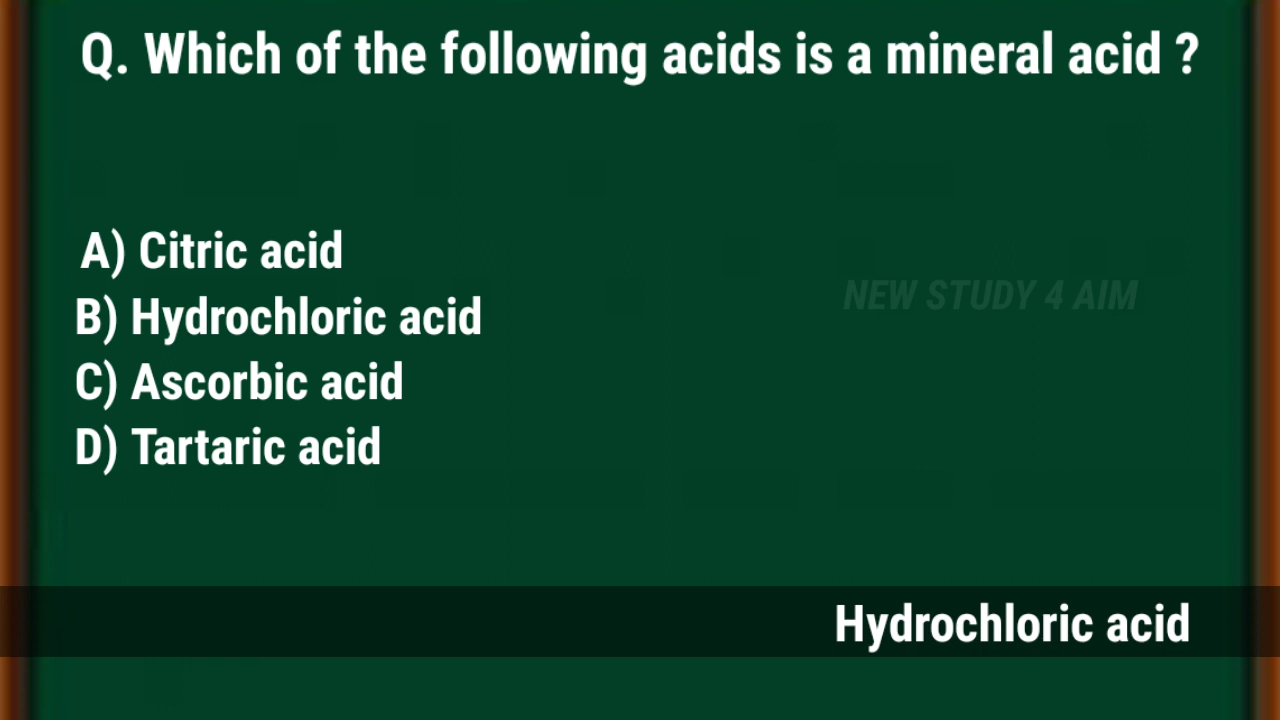 Q. Which of the following acids is a mineral acid ?
A) Citric acid
B) Hydrochloric acid
NEW STUDY 4 AIM
C) Ascorbic acid
D) Tartaric acid
Hydrochloric acid